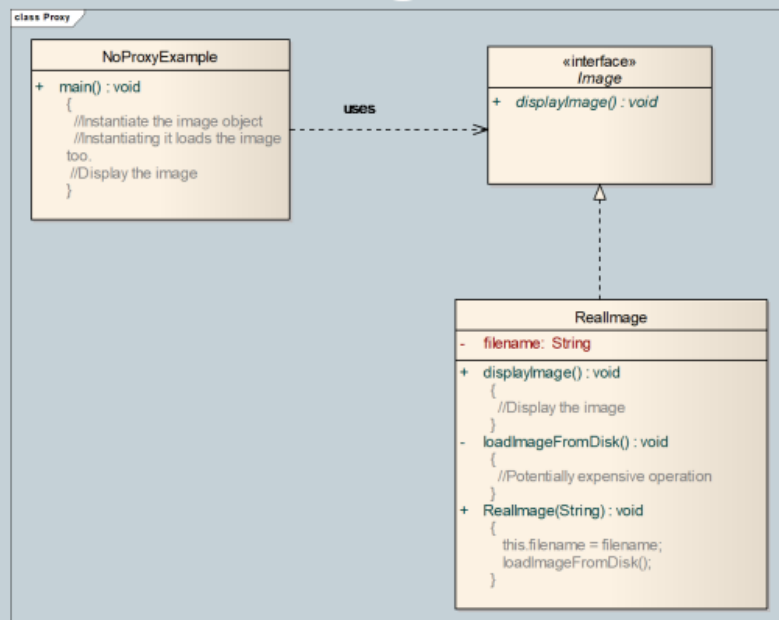 class Proxy
NoProxyExample
+ main() : void
{
//Instantiate the image object
//Instantiating it loads the image
too.
//Display the image
}
uses
«interface»
Image
+ displayImage() : void
RealImage
- filename: String
+ displayImage() : void
{
//Display the image
}
- loadImageFromDisk() : void
{
//Potentially expensive operation
}
+ RealImage(String) : void
{
this.filename = filename;
loadImageFromDisk();
}